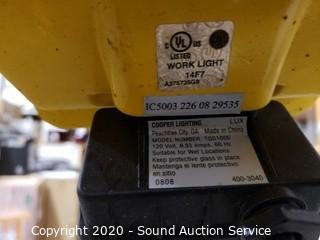 C UL US
LISTED
WORK LIGHT
14F7
IC5003 226 08 29535
COOPER LIGHTING LUX
Peachtree City, GA. Made in China
MODEL NUMBER:
120 Volt, 8.33 Amps, 60 Hz
Suitable for Wet Locations
Keep protective glass in place
Mantenga el lente protectivo
en sitio
0808 400-3040
Copyright 2020 - Sound Auction Service